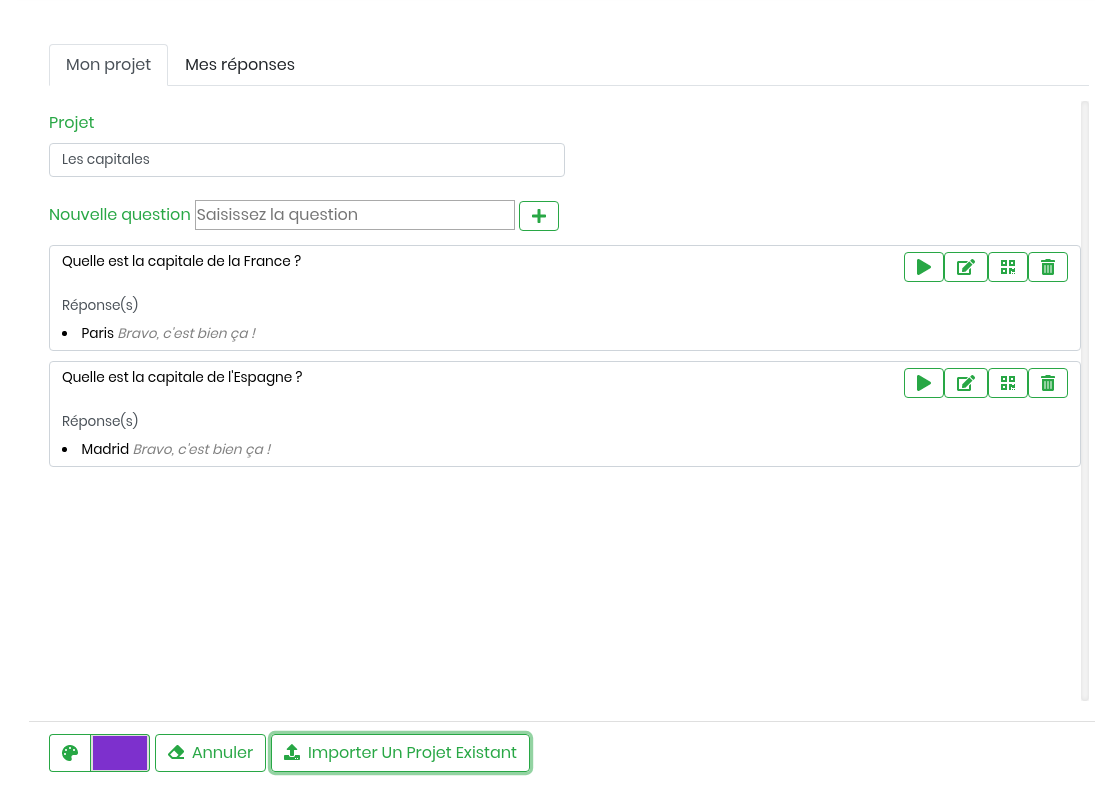 Mon projet Mes réponses
Projet
Les capitales
Nouvelle question Saisissez la question
Quelle est la capitale de la France ?
Réponse(s)
• Paris Bravo, c'est bien ça !
Quelle est la capitale de l'Espagne ?
Réponse(s)
• Madrid Bravo, c'est bien ça !
Annuler Importer Un Projet Existant